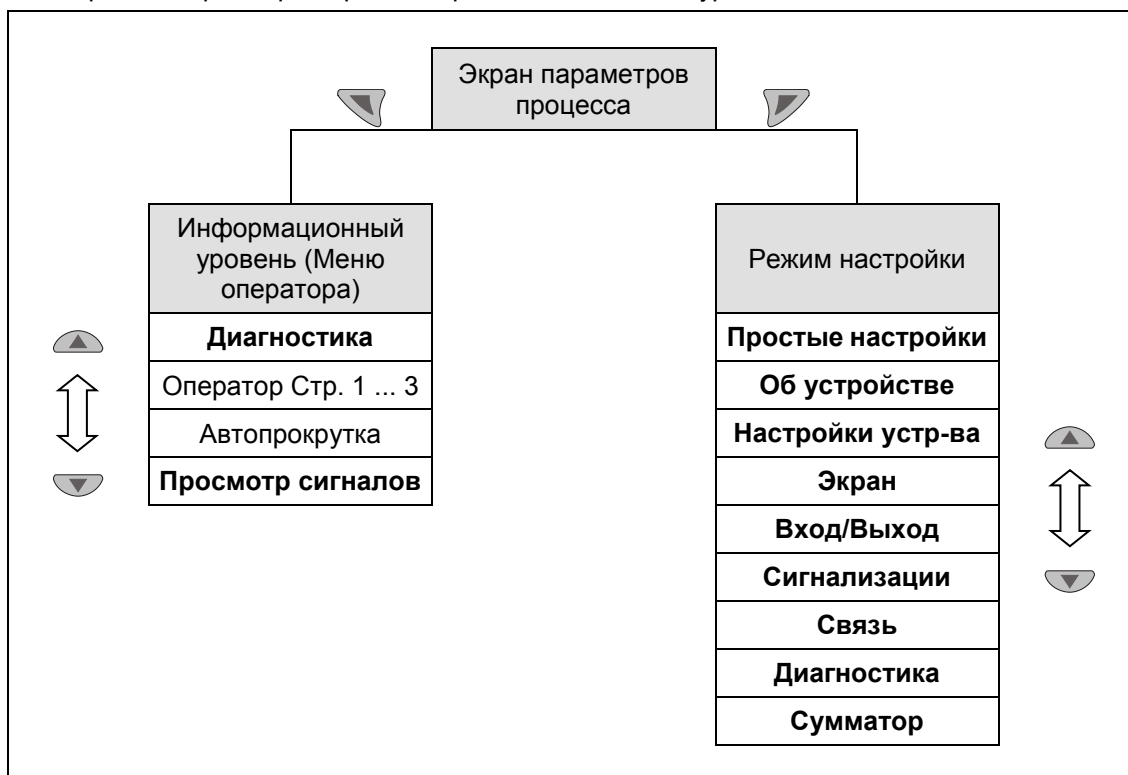 Экран параметров
процесса
Информационный
уровень (Меню
оператора)
Диагностика
Оператор Стр. 1 ... 3
Автопрокрутка
Просмотр сигналов
Режим настройки
Простые настройки
Об устройстве
Настройки устр-ва
Экран
Вход/Выход
Сигнализации
Связь
Диагностика
Сумматор